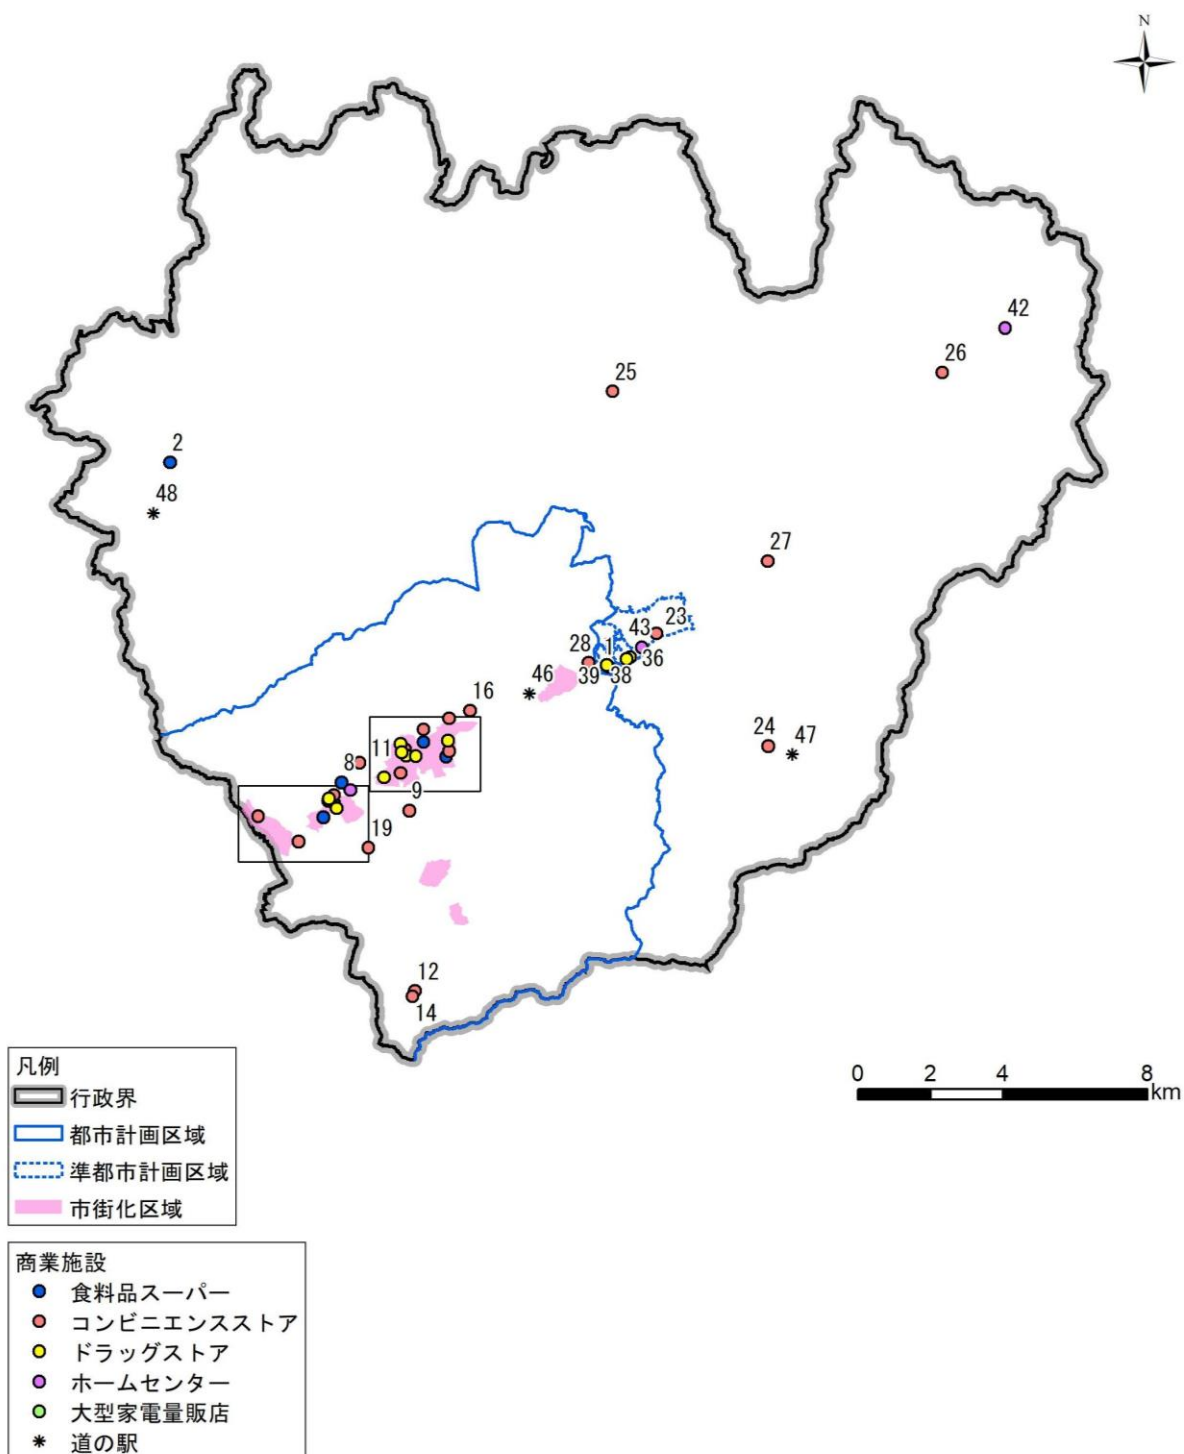 N
42
26
25
2
48
27
23
43
1
28
36
39
38
46
16
24
47
11
8
9
19
12
14
凡例
行政界
都市計画区域
準都市計画区域
市街化区域
0 2 4 8
km
商業施設
食料品スーパー
コンビニエンスストア
ドラッグストア
ホームセンター
大型家電量販店
道の駅